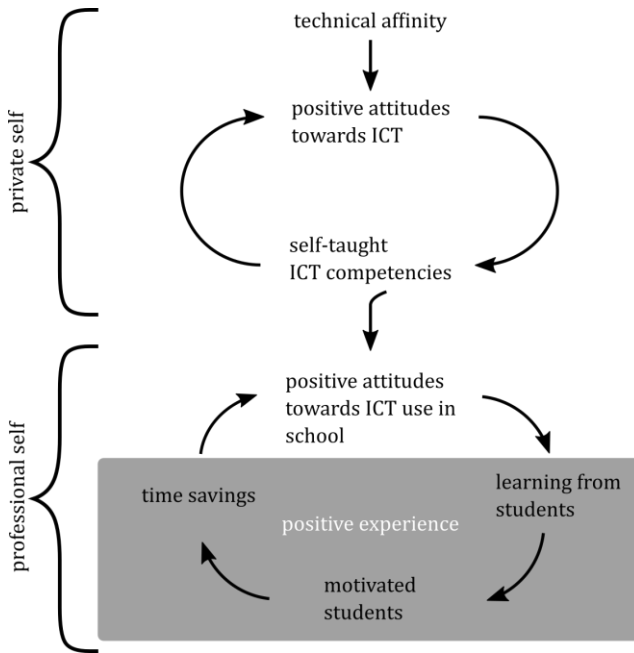 technical affinity
private self
positive attitudes
towards ICT
self-taught
ICT competencies
professional self
positive attitudes
towards ICT use in
school
time savings
learning from
students
positive experience
motivated
students